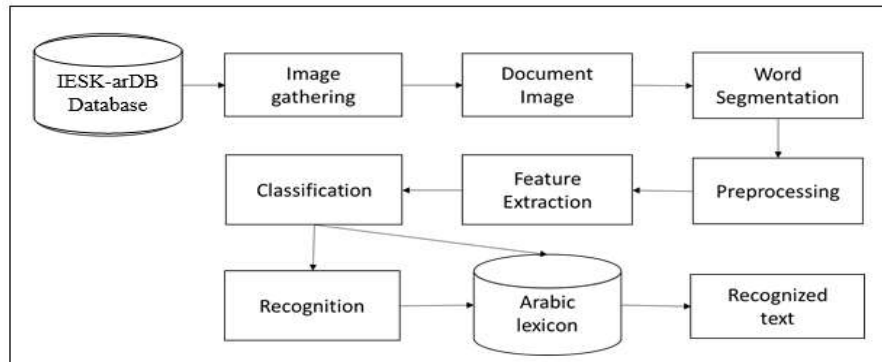 IESK-arDB
Database
Image
gathering
Document
Image
Word
Segmentation
Preprocessing
Feature
Extraction
Classification
Recognition
Arabic
lexicon
Recognized
text